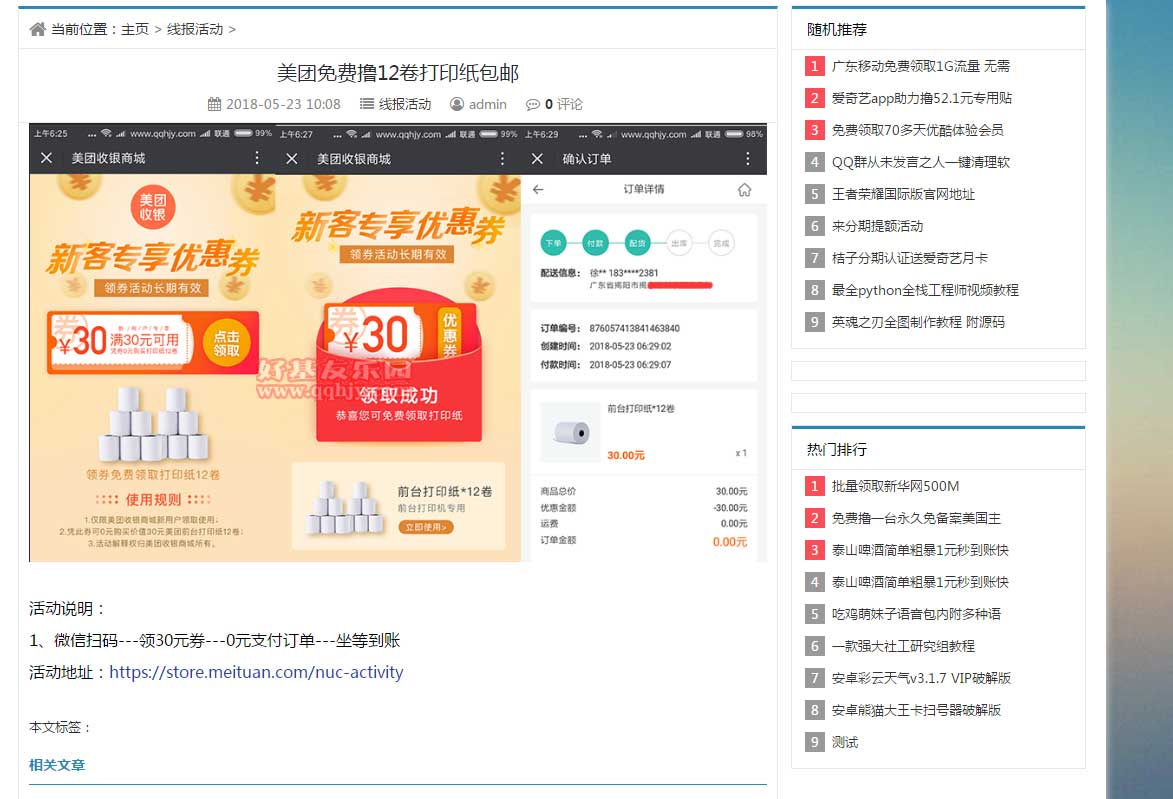 当前位置：主页 > 线报活动 >
美团免费撸12卷打印纸包邮
2018-05-23 10:08 线报活动 admin 0 评论
上午6:25 ... www.qqhjy.com 联通 99%
美团收银商城
美团
收银
新客专享优惠券
领券活动长期有效
券
¥30 满30元可用
凭券0元购买打印纸12卷
点击
领取
领券免费领取打印纸12卷
使用规则
1.仅限美团收银商城新用户领取使用；
2.凭此券可0元购买价值30元美团前台打印纸12卷；
3.活动解释权归美团收银商城所有。
上午6:27 ... www.qqhjy.com 联通 99%
美团收银商城
新客专享优惠券
领券活动长期有效
券
¥30
优惠券
领取成功
恭喜您可免费领取打印纸
前台打印纸*12卷
前台打印机专用
立即使用>
好基友乐园
www.qqhjy
上午6:29 ... www.qqhjy.com 联通 98%
确认订单
订单详情
下单 付款 配货 出库 完成
配送信息： 徐** 183****2381
广东省揭阳市揭
订单编号： 876057413841463840
创建时间： 2018-05-23 06:29:02
付款时间： 2018-05-23 06:29:07
前台打印纸*12卷
30.00元 x 1
商品总价 30.00元
优惠金额 -30.00元
运费 0.00元
订单金额 0.00元
活动说明：
1、微信扫码---领30元券---0元支付订单---坐等到账
活动地址：https://store.meituan.com/nuc-activity
本文标签：
相关文章
随机推荐
1 广东移动免费领取1G流量 无需
2 爱奇艺app助力撸52.1元专用贴
3 免费领取70多天优酷体验会员
4 QQ群从未发言之人一键清理软
5 王者荣耀国际版官网地址
6 来分期提额活动
7 桔子分期认证送爱奇艺月卡
8 最全python全栈工程师视频教程
9 英魂之刃全图制作教程 附源码
热门排行
1 批量领取新华网500M
2 免费撸一台永久免备案美国主
3 泰山啤酒简单粗暴1元秒到账快
4 泰山啤酒简单粗暴1元秒到账快
5 吃鸡萌妹子语音包内附多种语
6 一款强大社工研究组教程
7 安卓彩云天气v3.1.7 VIP破解版
8 安卓熊猫大王卡扫号器破解版
9 测试